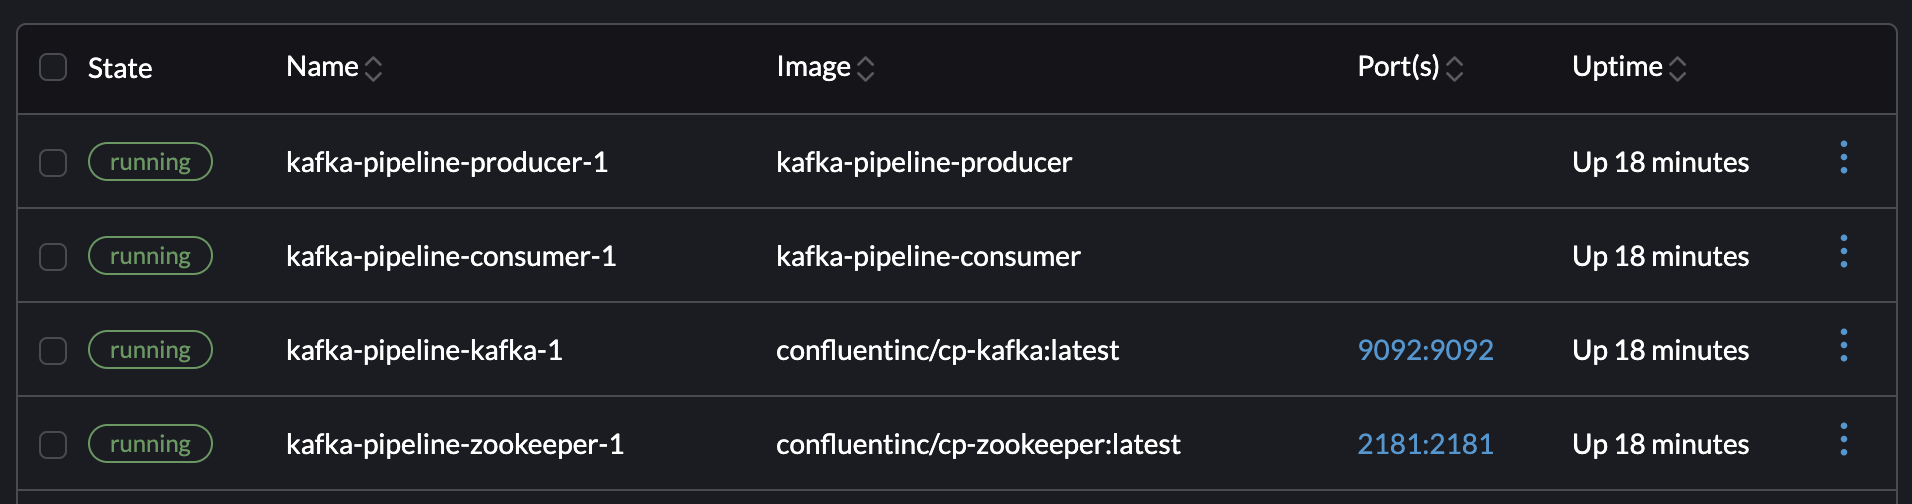 State Name Image Port(s) Uptime
running kafka-pipeline-producer-1 kafka-pipeline-producer Up 18 minutes
running kafka-pipeline-consumer-1 kafka-pipeline-consumer Up 18 minutes
running kafka-pipeline-kafka-1 confluentinc/cp-kafka:latest 9092:9092 Up 18 minutes
running kafka-pipeline-zookeeper-1 confluentinc/cp-zookeeper:latest 2181:2181 Up 18 minutes